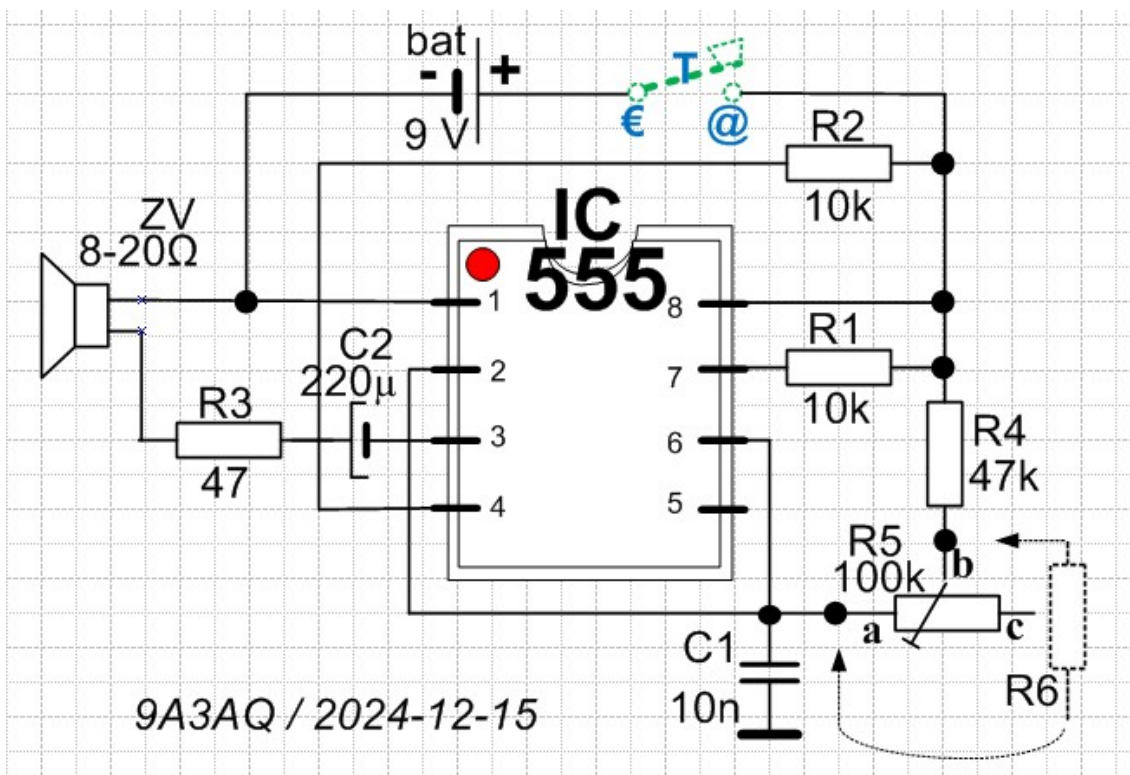 bat
- +
9 V
T
€ @
R2
10k
IC
555
ZV
8-20Ω
1
2
3
4
8
7
6
5
R1
10k
C2
220µ
R3
47
R4
47k
R5
100k
b
a
c
R6
C1
10n
9A3AQ / 2024-12-15